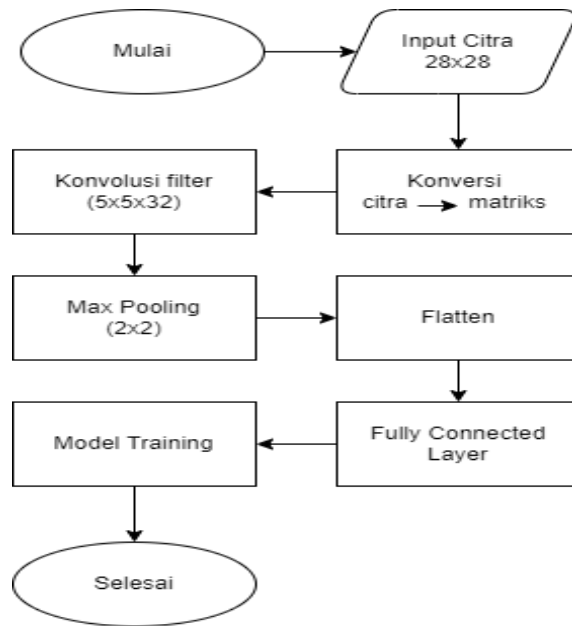 Mulai
Input Citra
28x28
Konversi
citra → matriks
Konvolusi filter
(5x5x32)
Max Pooling
(2x2)
Flatten
Fully Connected
Layer
Model Training
Selesai